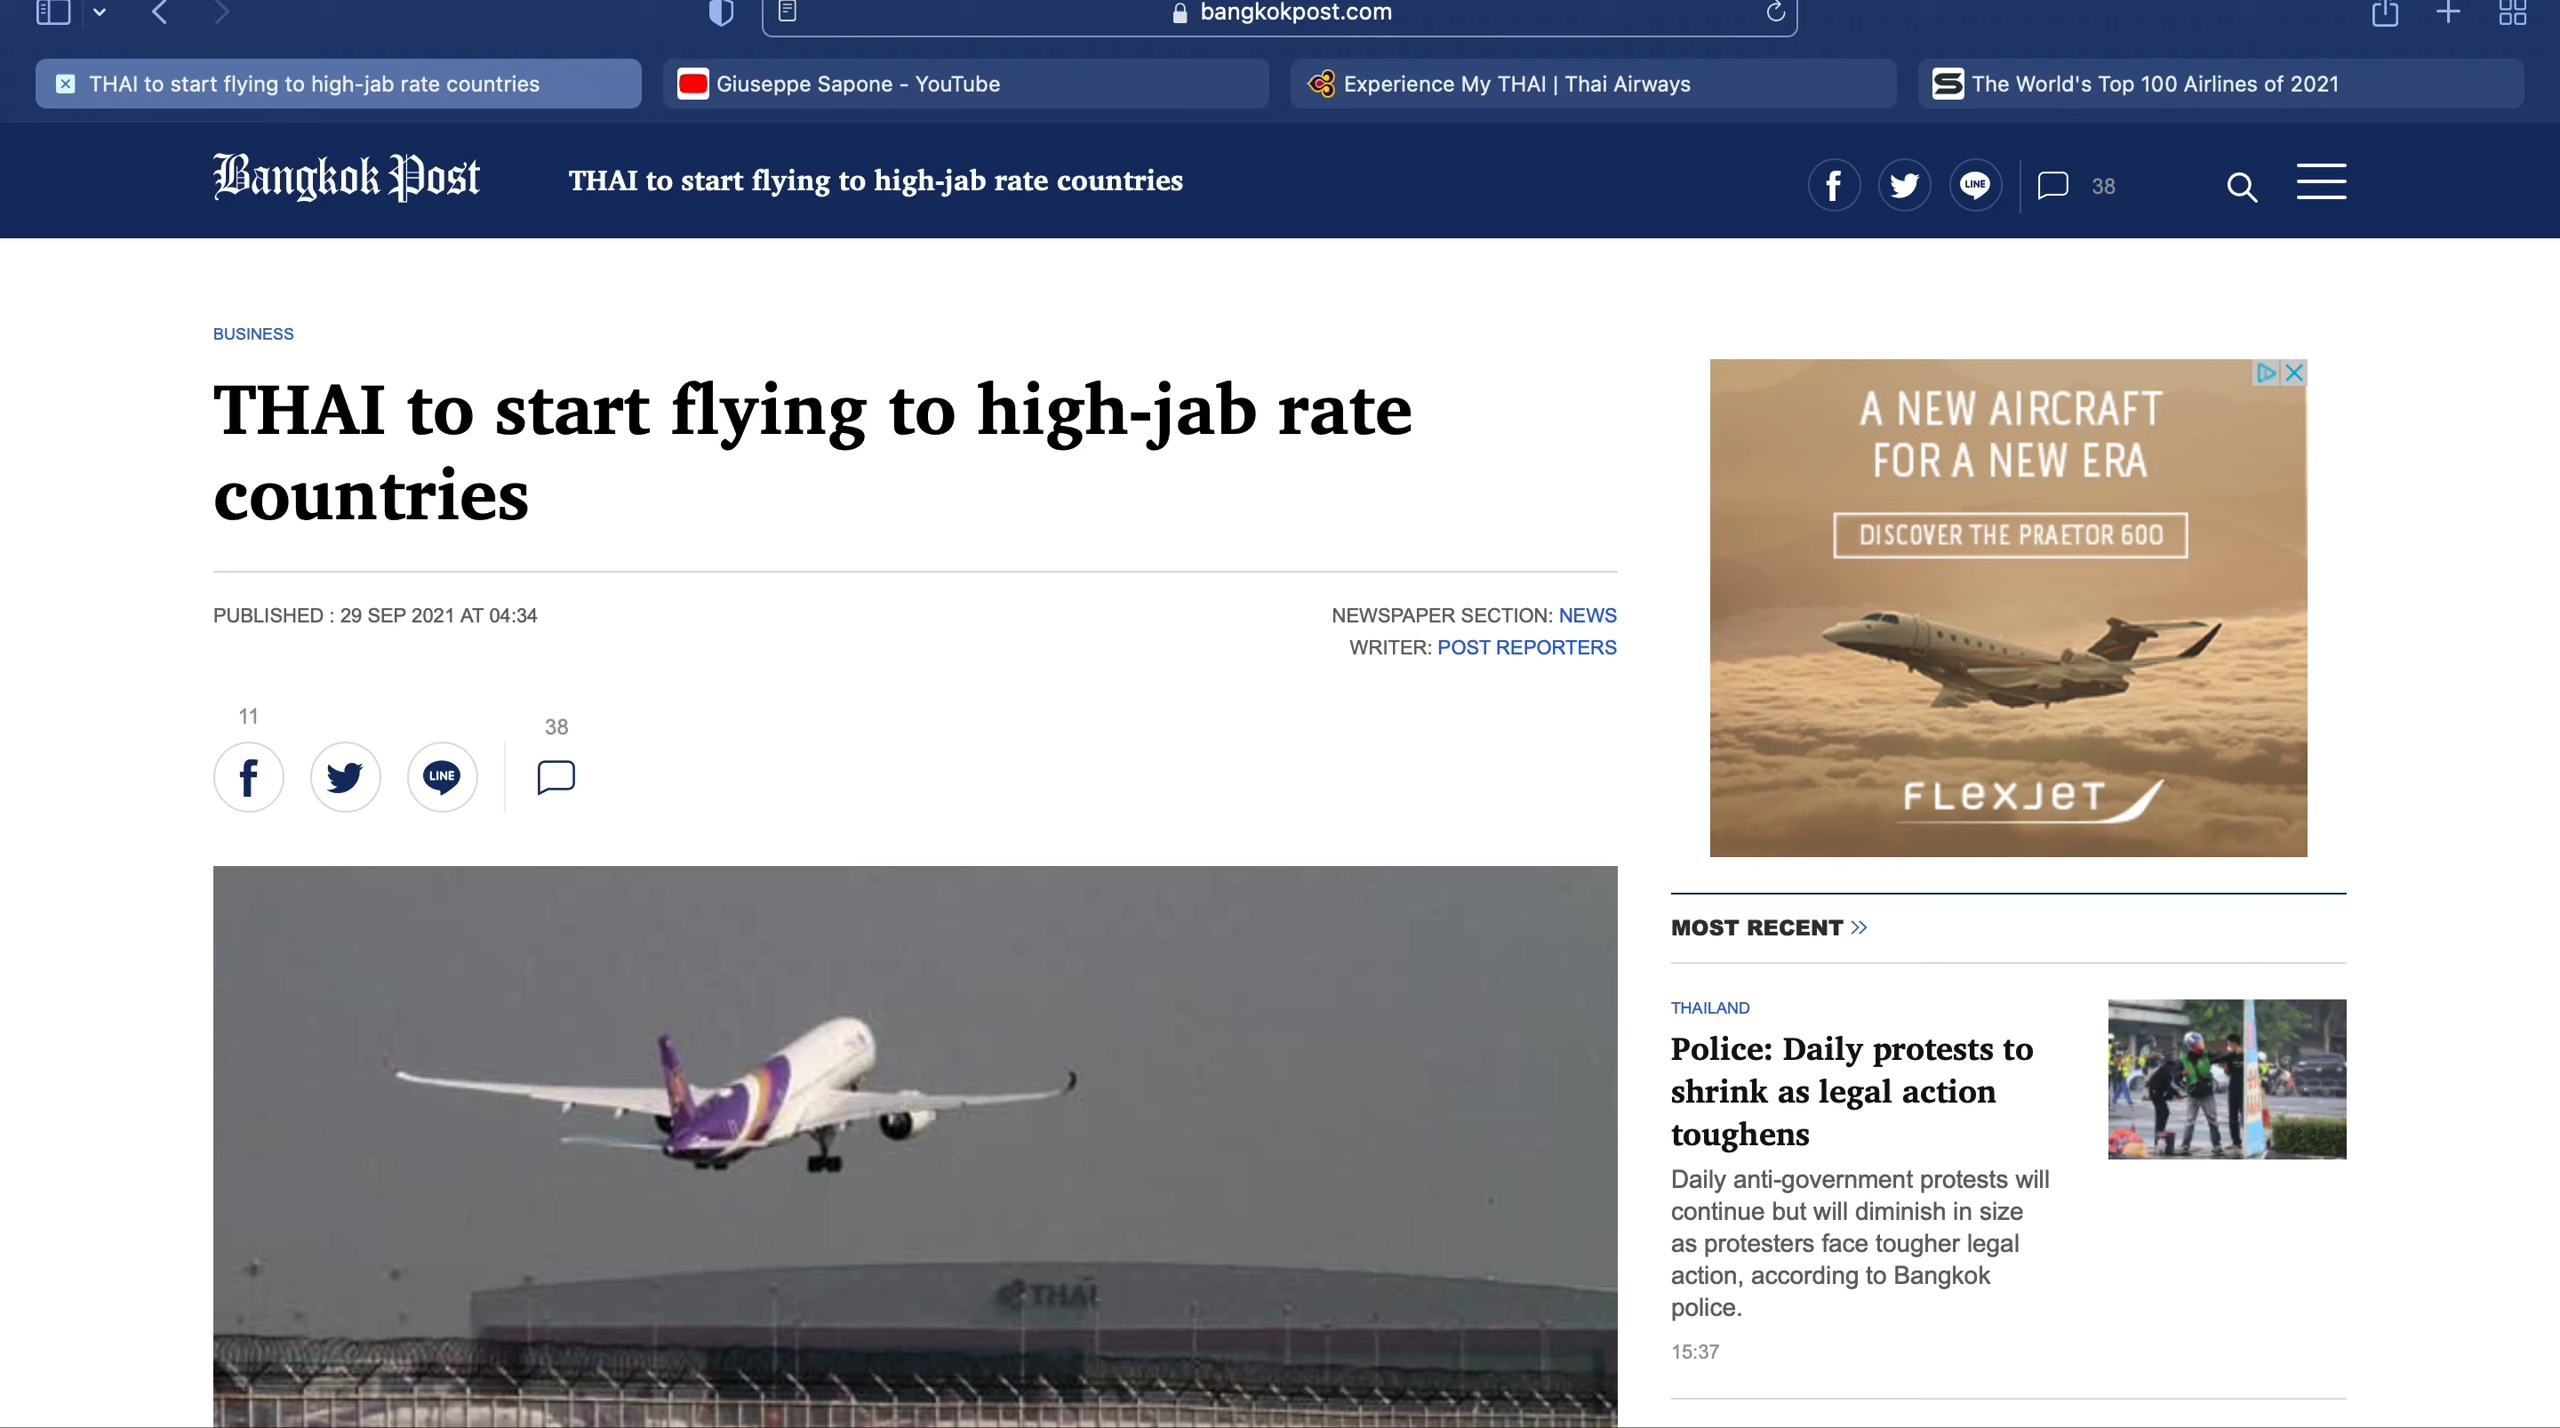 bangkokpost.com
THAI to start flying to high-jab rate countries
Giuseppe Sapone - YouTube
Experience My THAI | Thai Airways
The World's Top 100 Airlines of 2021
Bangkok Post
THAI to start flying to high-jab rate countries
LINE
38
BUSINESS
THAI to start flying to high-jab rate
countries
PUBLISHED : 29 SEP 2021 AT 04:34
NEWSPAPER SECTION: NEWS
WRITER: POST REPORTERS
11
38
LINE
THAI
A NEW AIRCRAFT
FOR A NEW ERA
DISCOVER THE PRAETOR 600
FLEXJET
MOST RECENT »
THAILAND
Police: Daily protests to
shrink as legal action
toughens
Daily anti-government protests will
continue but will diminish in size
as protesters face tougher legal
action, according to Bangkok
police.
15:37